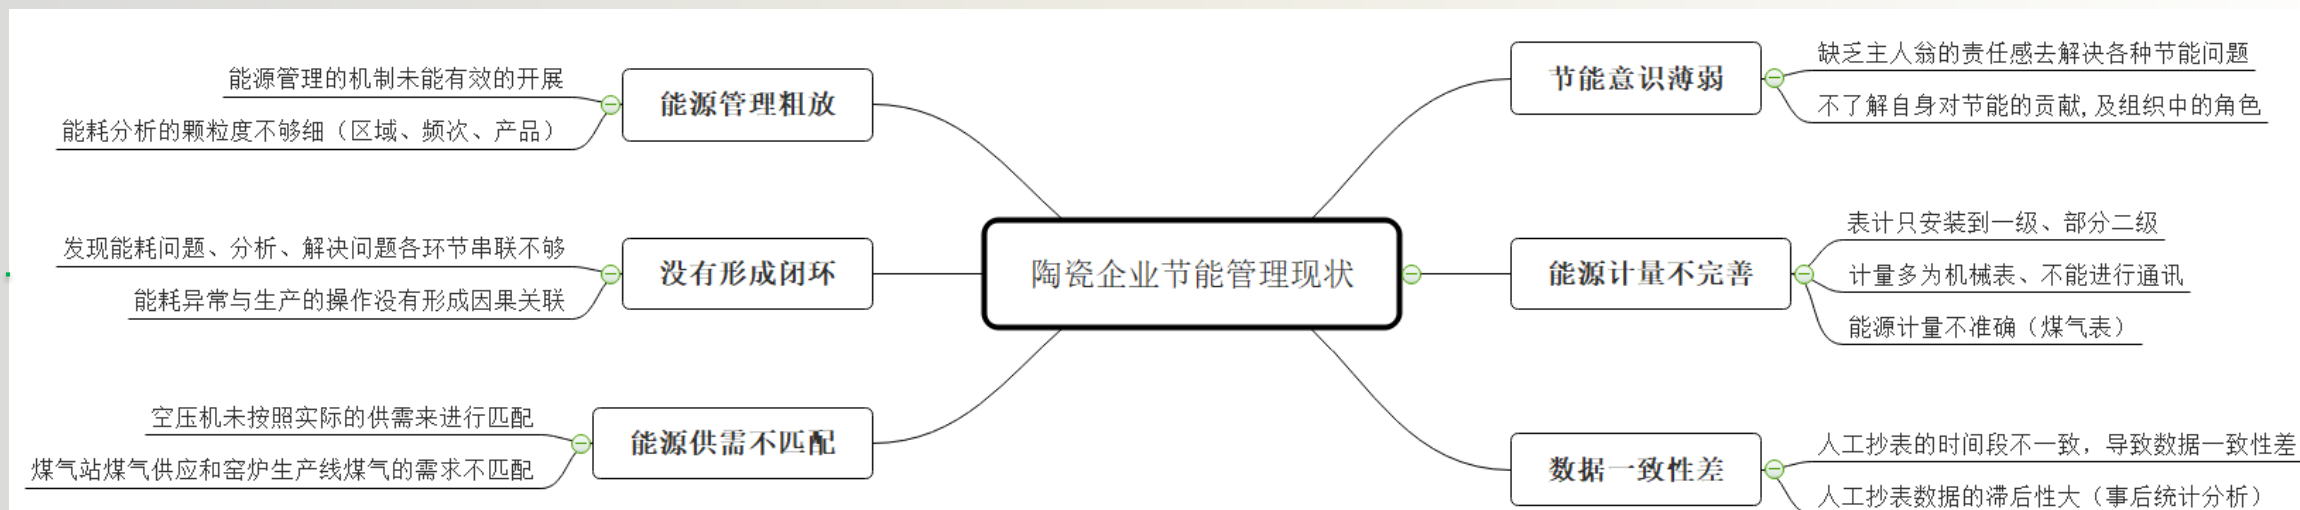 陶瓷企业节能管理现状
能源管理粗放
能源管理的机制未能有效的开展
能耗分析的颗粒度不够细（区域、频次、产品）
没有形成闭环
发现能耗问题、分析、解决问题各环节串联不够
能耗异常与生产的操作没有形成因果关联
能源供需不匹配
空压机未按照实际的供需来进行匹配
煤气站煤气供应和窑炉生产线煤气的需求不匹配
节能意识薄弱
缺乏主人翁的责任感去解决各种节能问题
不了解自身对节能的贡献,及组织中的角色
能源计量不完善
表计只安装到一级、部分二级
计量多为机械表、不能进行通讯
能源计量不准确（煤气表）
数据一致性差
人工抄表的时间段不一致，导致数据一致性差
人工抄表数据的滞后性大（事后统计分析）